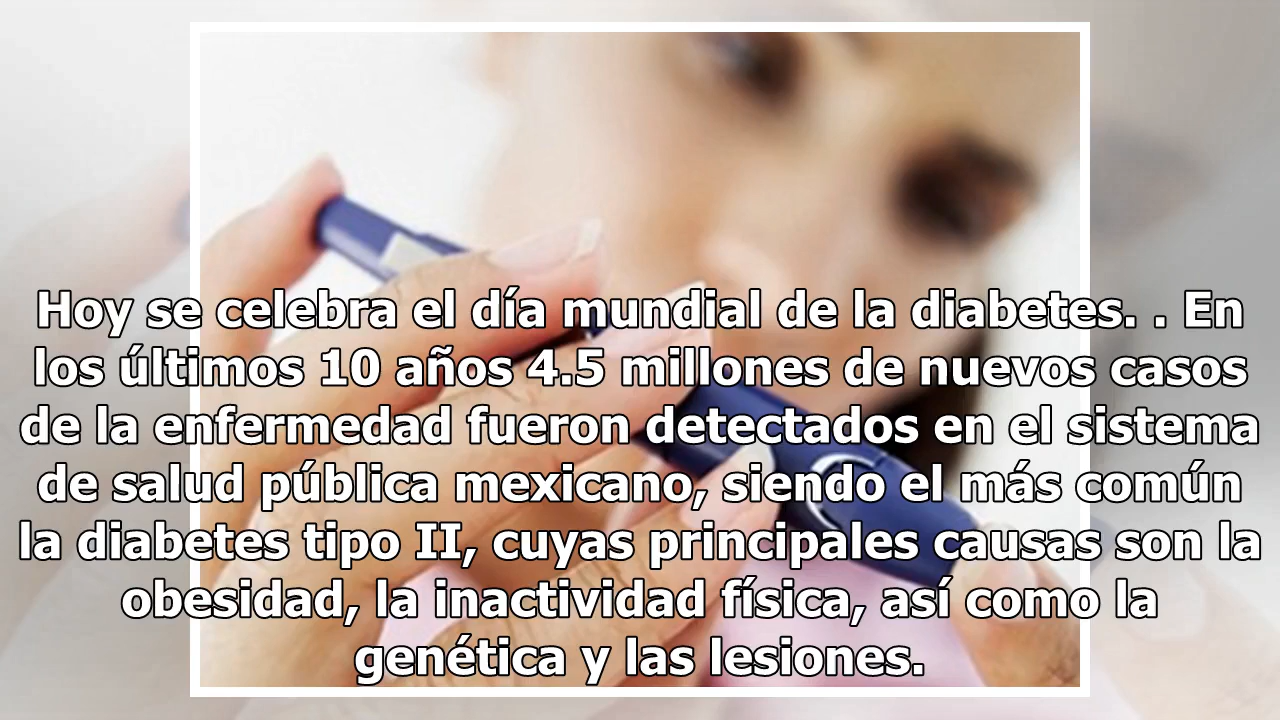 Hoy se celebra el día mundial de la diabetes. . En
los últimos 10 años 4.5 millones de nuevos casos
de la enfermedad fueron detectados en el sistema
de salud pública mexicano, siendo el más común
la diabetes tipo II, cuyas principales causas son la
obesidad, la inactividad física, así como la
genética y las lesiones.